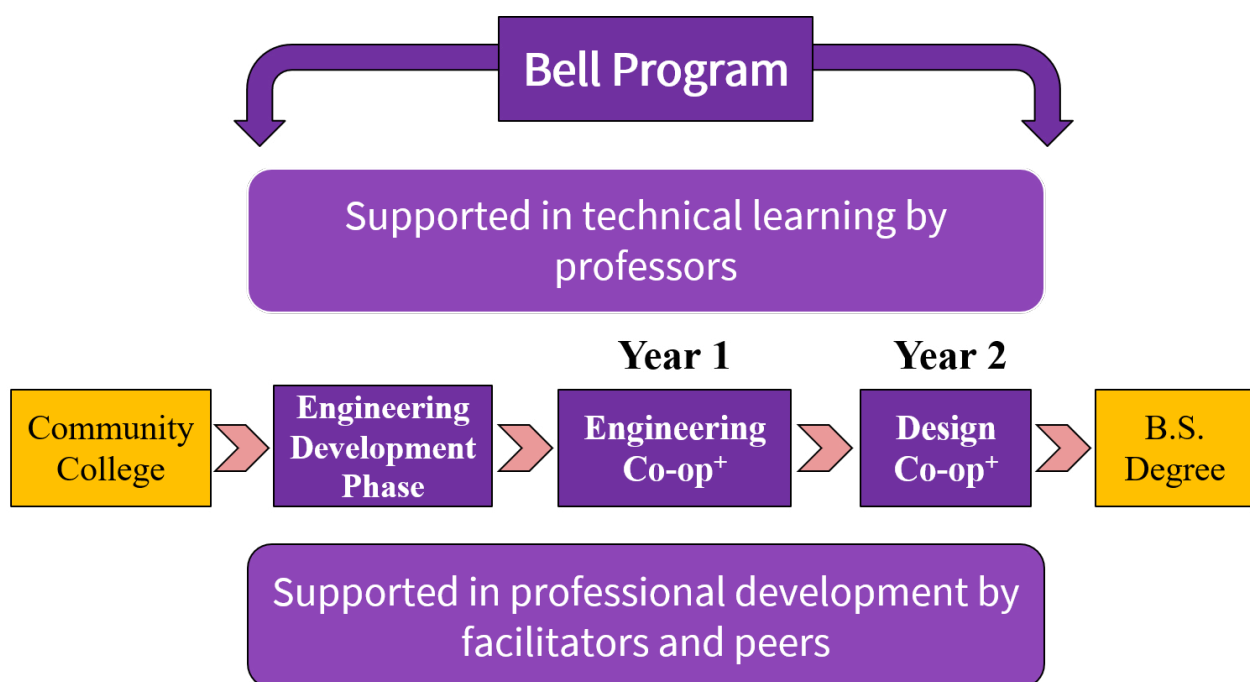 Bell Program
Supported in technical learning by
professors
Year 1
Year 2
Community
College
Engineering
Development
Phase
Engineering
Co-op⁺
Design
Co-op⁺
B.S.
Degree
Supported in professional development by
facilitators and peers